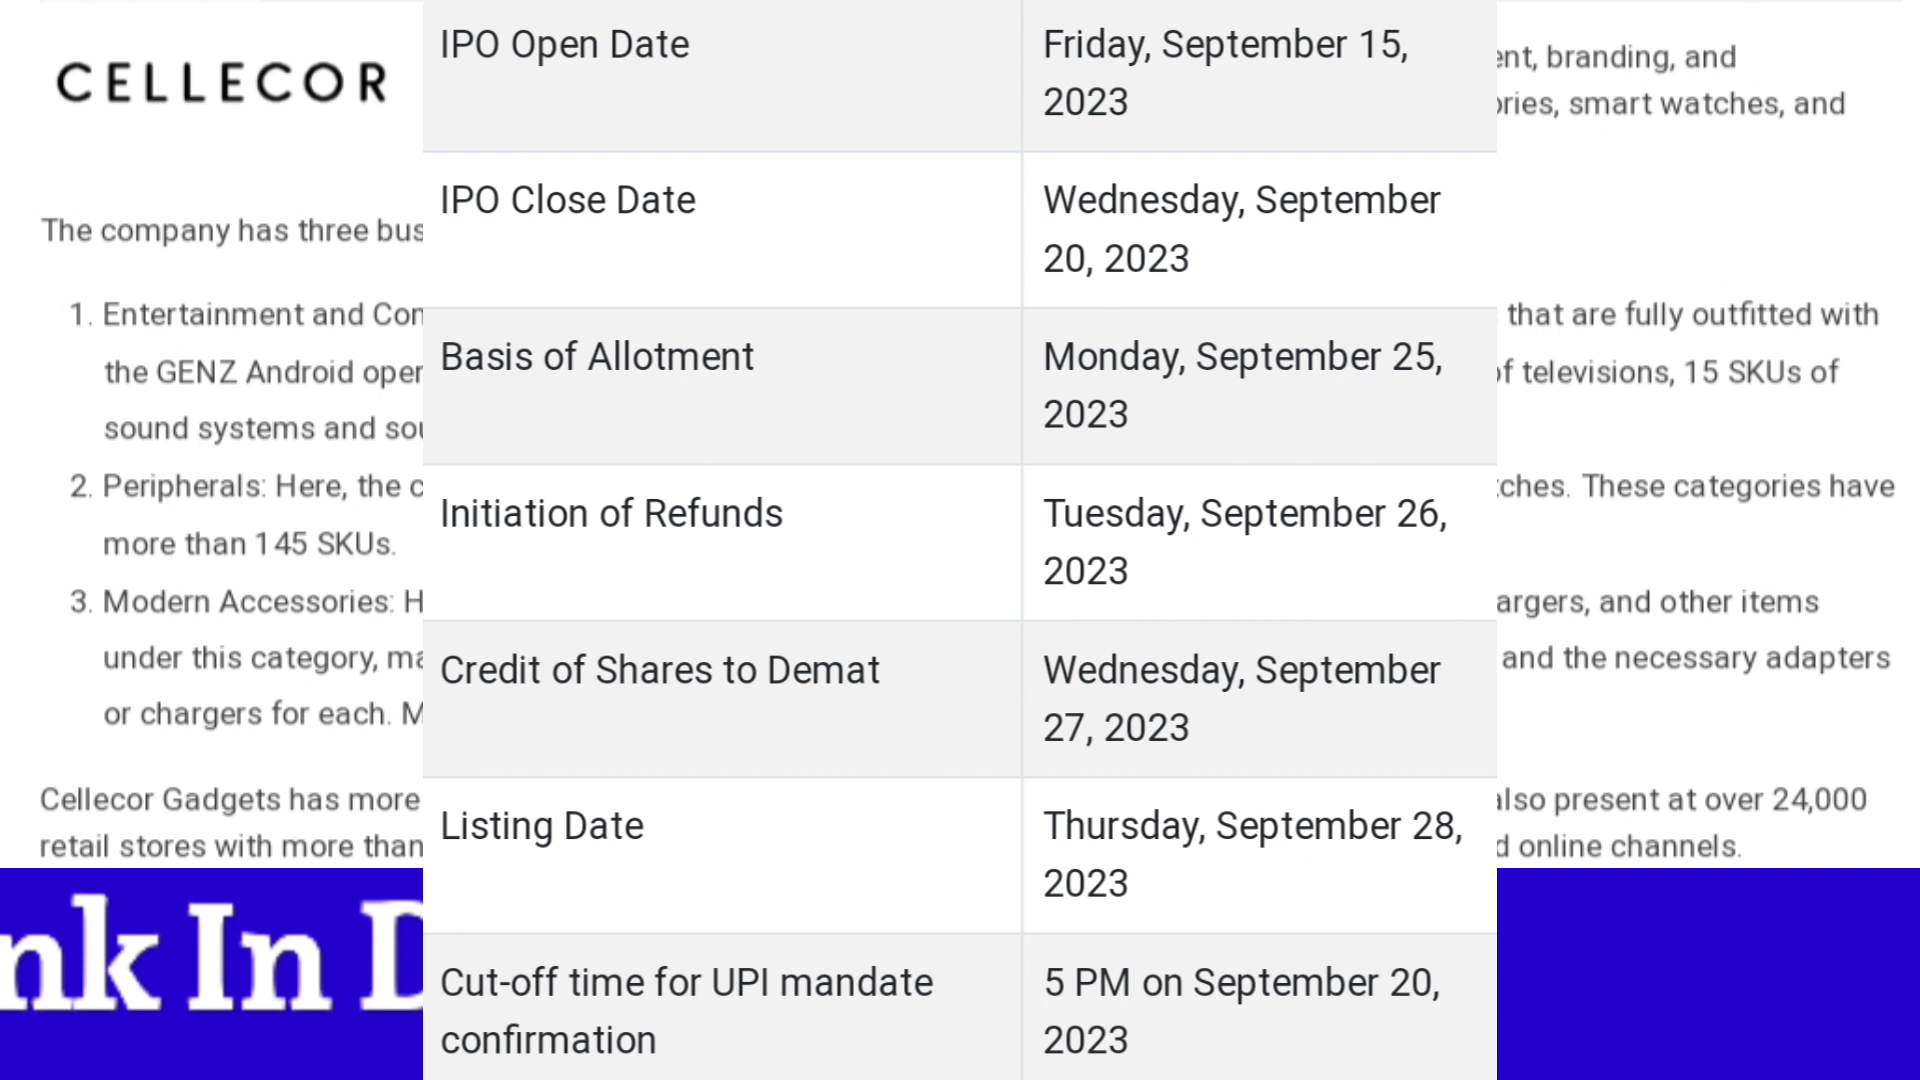 CELLECOR
The company has three
1. Entertainment and
the GENZ Android
sound systems and
2. Peripherals: Here, the
more than 145 SKUs.
3. Modern Accessories:
under this category,
or chargers for each.
Cellecor Gadgets has more
retail stores with more than
IPO Open Date
Friday, September 15,
2023
IPO Close Date
Wednesday, September
20, 2023
Basis of Allotment
Monday, September 25,
2023
Initiation of Refunds
Tuesday, September 26,
2023
Credit of Shares to Demat
Wednesday, September
27, 2023
Listing Date
Thursday, September 28,
2023
Cut-off time for UPI mandate
confirmation
5 PM on September 20,
2023
branding, and
smart watches, and
that are fully outfitted with
of televisions, 15 SKUs of
These categories have
and other items
and the necessary adapters
also present at over 24,000
online channels.
In